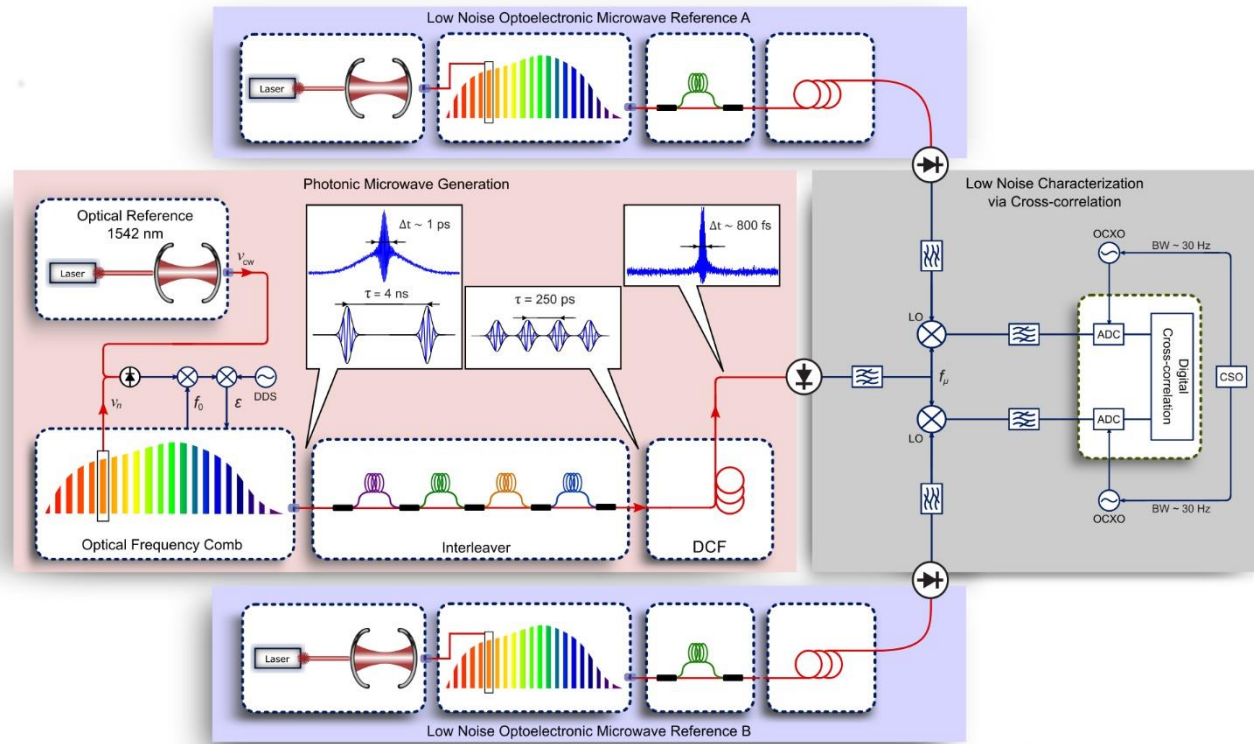 Low Noise Optoelectronic Microwave Reference A
Laser
Photonic Microwave Generation
Optical Reference
1542 nm
Laser
ν_cw
Δt ~ 1 ps
τ = 4 ns
τ = 250 ps
Δt ~ 800 fs
ν_n
f_0
ε
DDS
Optical Frequency Comb
Interleaver
DCF
Low Noise Characterization
via Cross-correlation
OCXO
BW ~ 30 Hz
LO
ADC
f_μ
Digital
Cross-correlation
CSO
LO
ADC
OCXO
BW ~ 30 Hz
Laser
Low Noise Optoelectronic Microwave Reference B